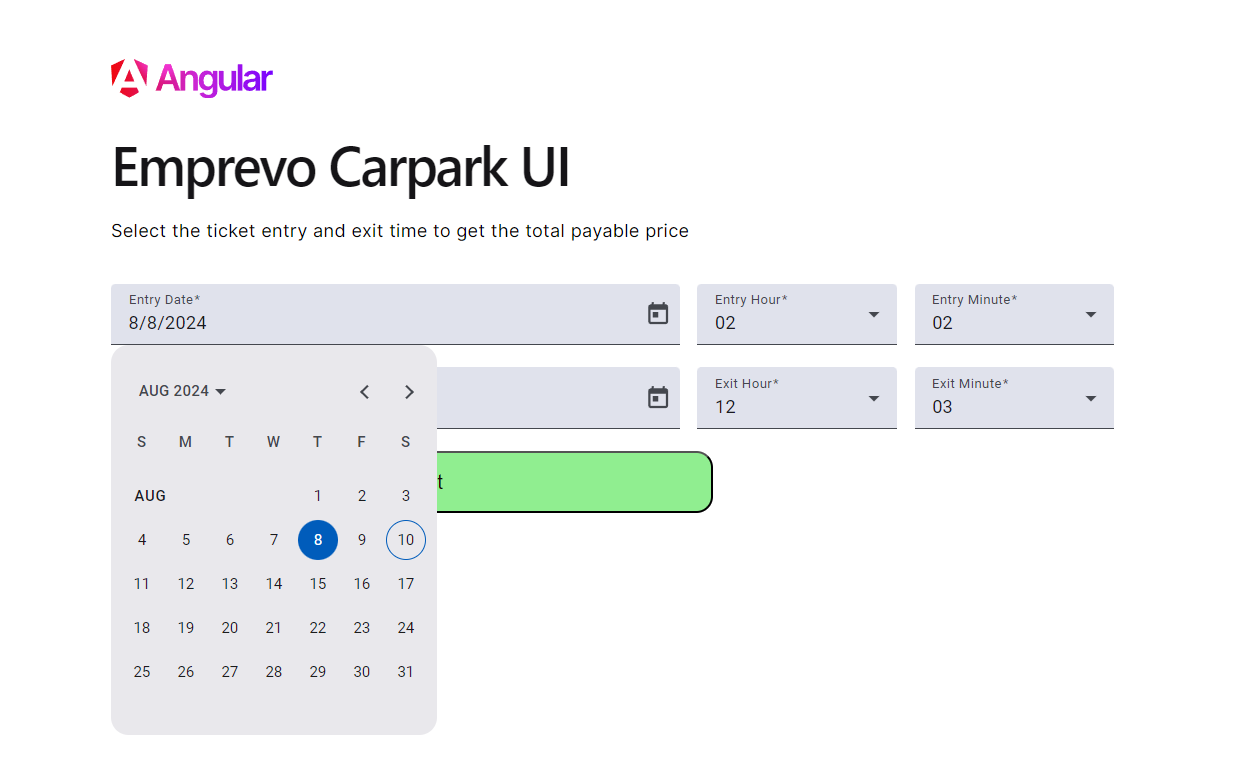 Angular
Emprevo Carpark UI
Select the ticket entry and exit time to get the total payable price
Entry Date*
8/8/2024
Entry Hour*
02
Entry Minute*
02
AUG 2024
Exit Hour*
12
Exit Minute*
03
S M T W T F S
AUG 1 2 3
4 5 6 7 8 9 10
11 12 13 14 15 16 17
18 19 20 21 22 23 24
25 26 27 28 29 30 31